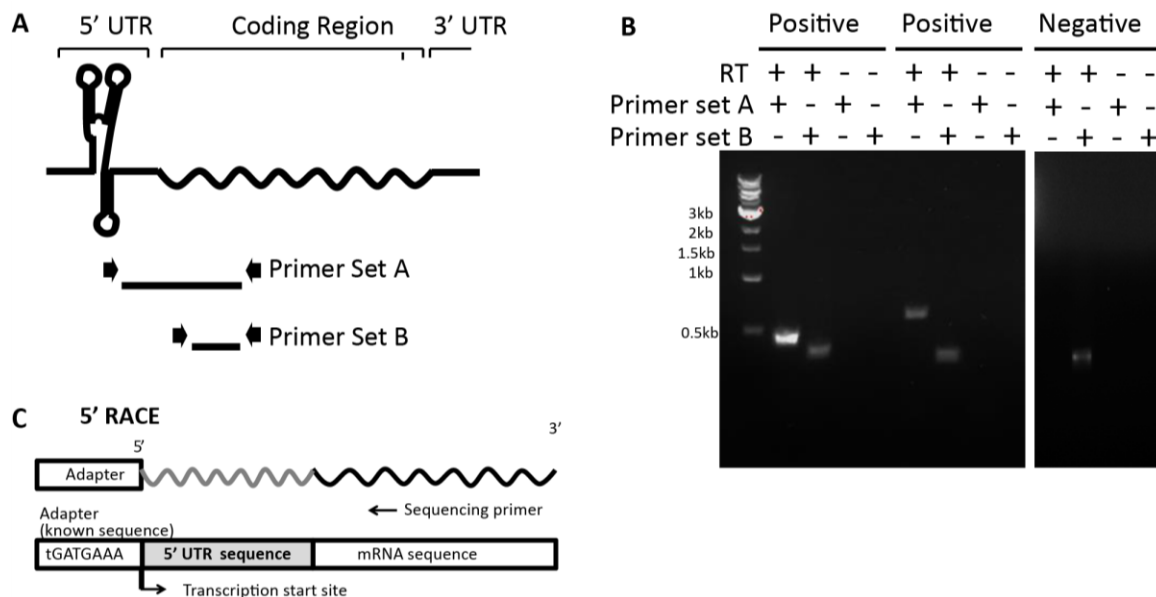 A
5’ UTR Coding Region 3’ UTR
Primer Set A
Primer Set B
B
Positive Positive Negative
RT + + - - + + - - + + - -
Primer set A + - + - + - + - + - + -
Primer set B - + - + - + - + - + - +
3kb
2kb
1.5kb
1kb
0.5kb
C 5’ RACE
5’ 3’
Adapter
Sequencing primer
Adapter
(known sequence)
tGATGAAA 5’ UTR sequence mRNA sequence
Transcription start site